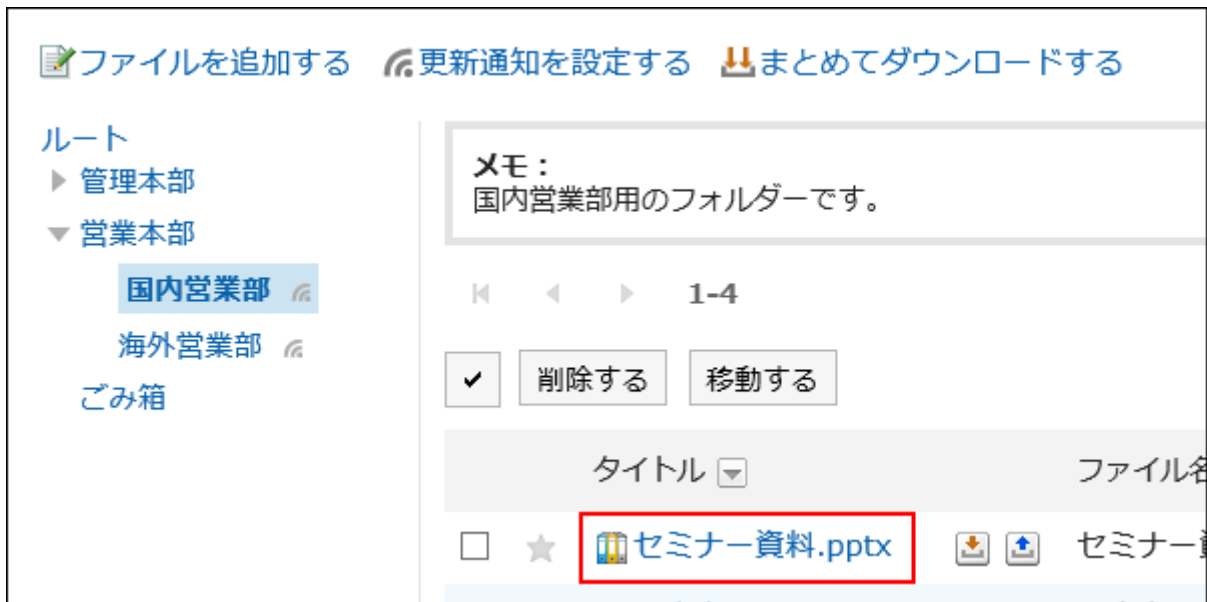 ファイルを追加する 更新通知を設定する まとめてダウンロードする
ルート
管理本部
営業本部
国内営業部
海外営業部
ごみ箱
メモ：
国内営業部用のフォルダーです。
1-4
削除する 移動する
タイトル ファイル名
セミナー資料.pptx セミナー資